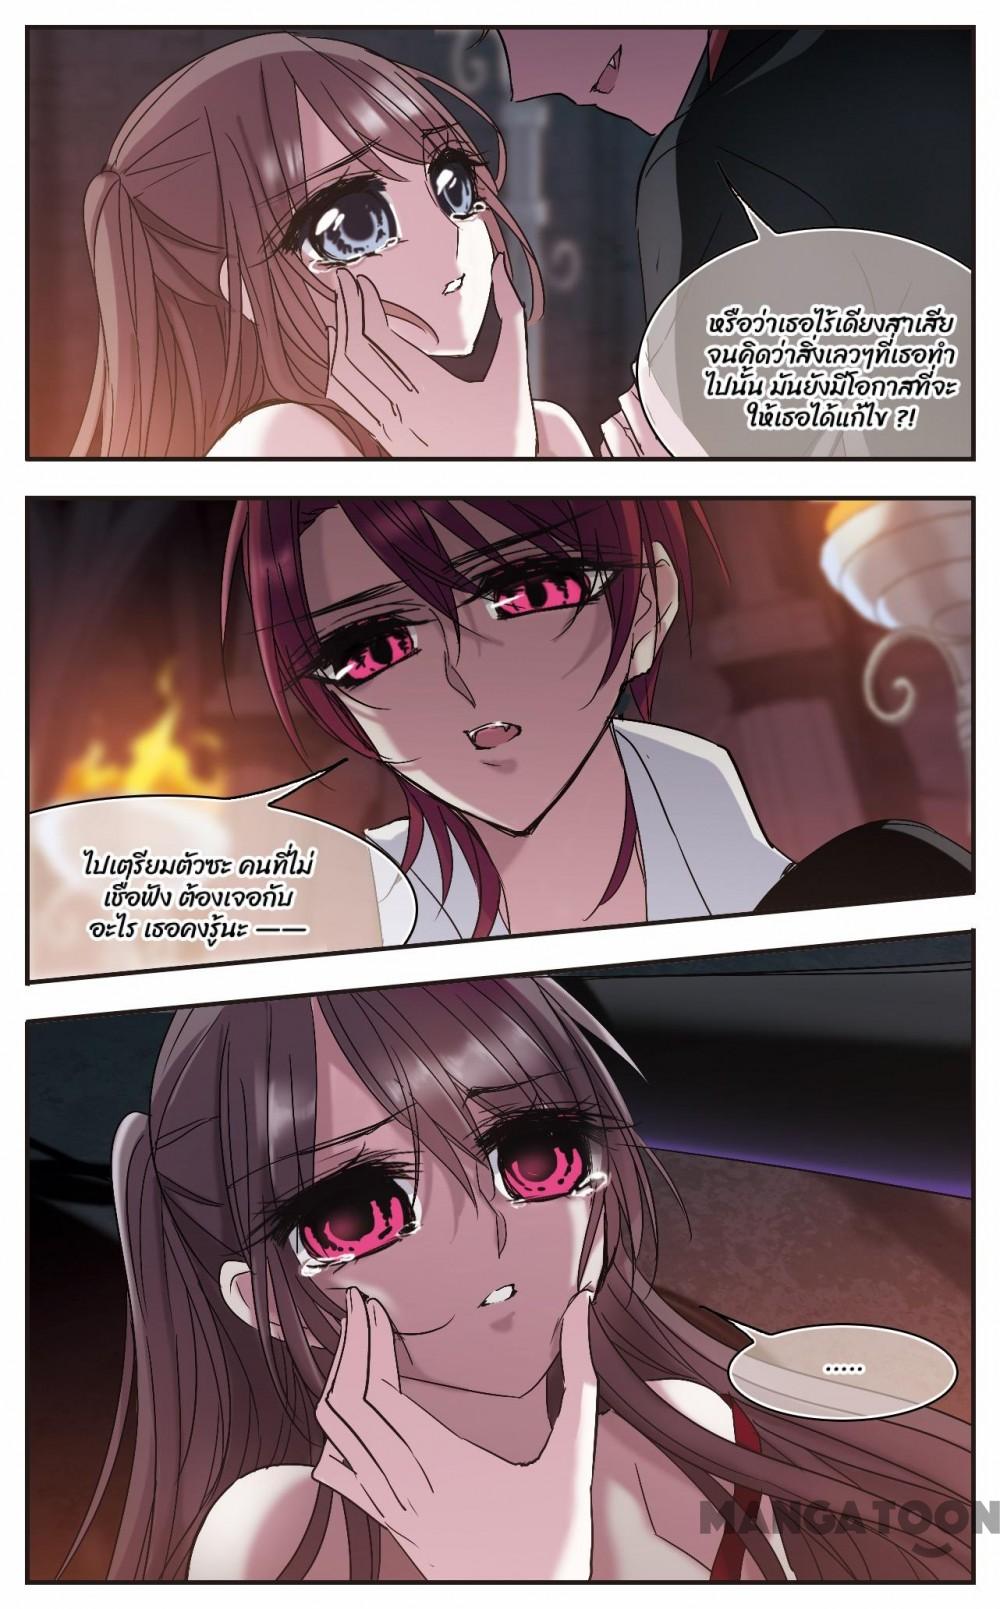 หรือว่าเธอไร้เดียงสาเสีย
จนคิดว่าสิ่งเลวๆที่เธอทำ
ไปนั้น มันยังมีโอกาสที่จะ
ให้เธอได้แก้ไข ?!
ไปเตรียมตัวซะ คนที่ไม่
เชื่อฟัง ต้องเจอกับ
อะไร เธอคงรู้นะ ——
.....
MANGATOON